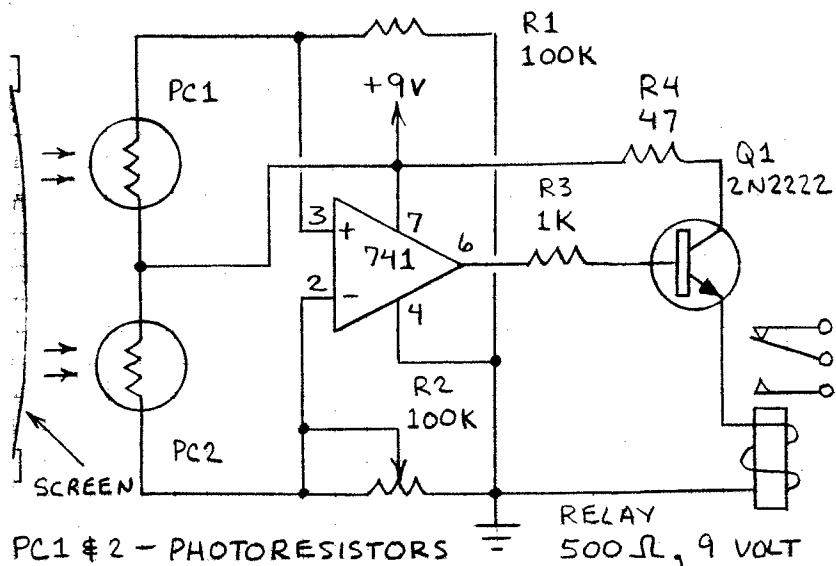 R1
100K
PC1
+9V
R4
47
Q1
2N2222
R3
1K
3
+
7
741
6
2
-
4
R2
100K
PC2
SCREEN
RELAY
500 Ω, 9 VOLT
PC1 & 2 - PHOTORESISTORS